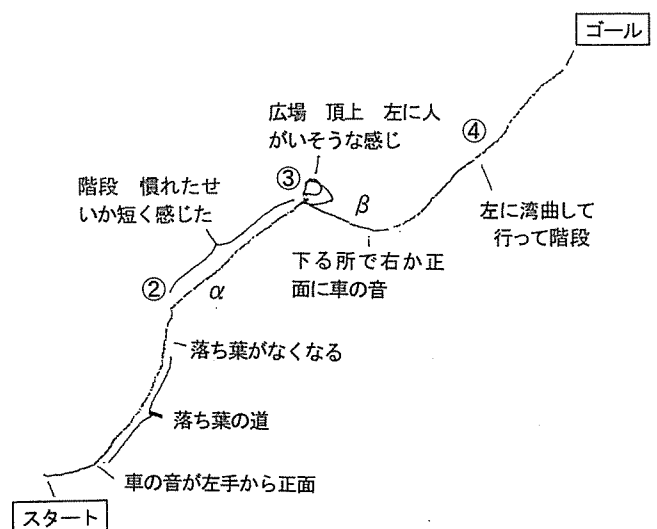 ゴール
広場 頂上 左に人
がいそうな感じ
④
③
階段 慣れたせ
いか短く感じた
β
左に湾曲して
行って階段
下る所で右か正
面に車の音
②
α
落ち葉がなくなる
落ち葉の道
車の音が左手から正面
スタート